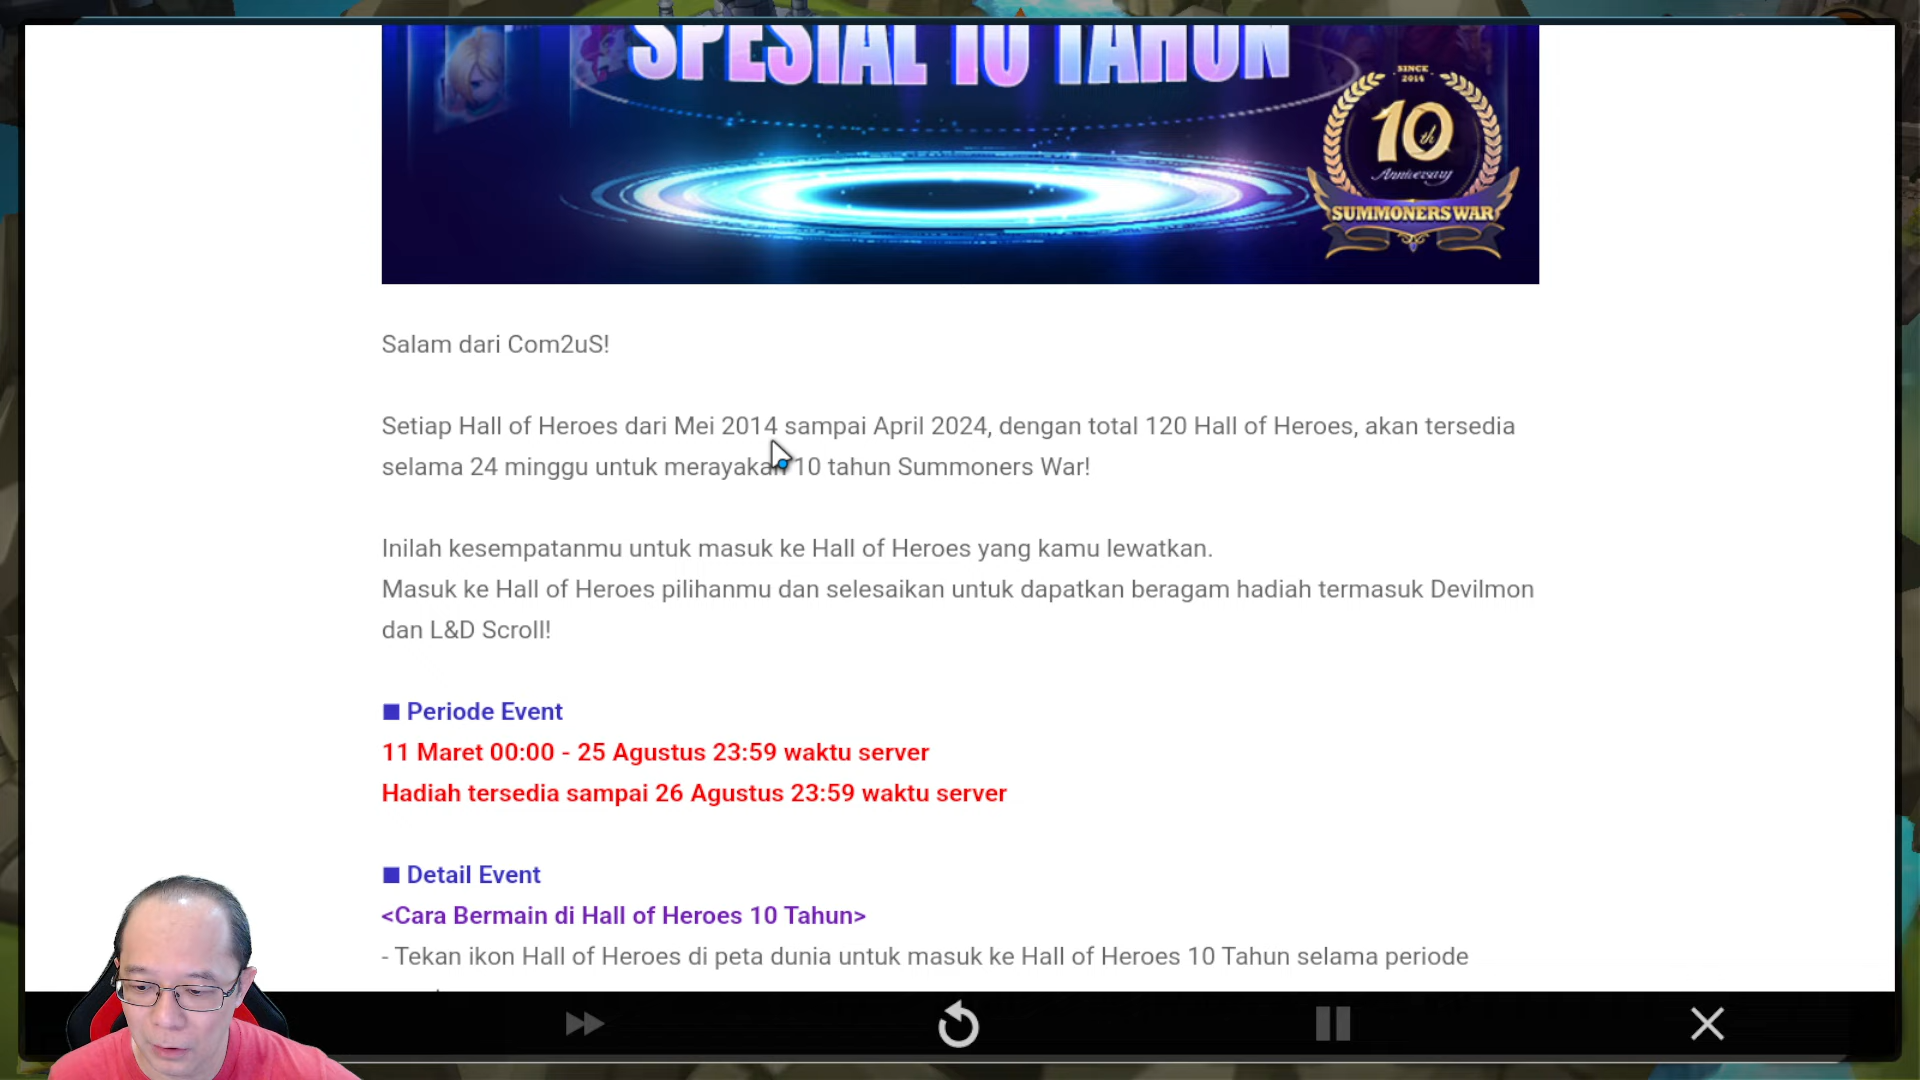 SPESIAL 10 TAHUN
SINCE
2014
10th
Anniversary
SUMMONERS WAR
Salam dari Com2uS!
Setiap Hall of Heroes dari Mei 2014 sampai April 2024, dengan total 120 Hall of Heroes, akan tersedia
selama 24 minggu untuk merayakan 10 tahun Summoners War!
Inilah kesempatanmu untuk masuk ke Hall of Heroes yang kamu lewatkan.
Masuk ke Hall of Heroes pilihanmu dan selesaikan untuk dapatkan beragam hadiah termasuk Devilmon
dan L&D Scroll!
■ Periode Event
11 Maret 00:00 - 25 Agustus 23:59 waktu server
Hadiah tersedia sampai 26 Agustus 23:59 waktu server
■ Detail Event
<Cara Bermain di Hall of Heroes 10 Tahun>
- Tekan ikon Hall of Heroes di peta dunia untuk masuk ke Hall of Heroes 10 Tahun selama periode